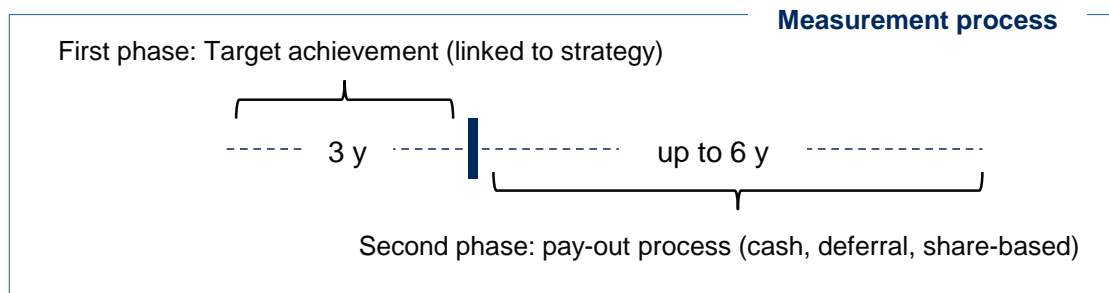 Measurement process
First phase: Target achievement (linked to strategy)
3 y
up to 6 y
Second phase: pay-out process (cash, deferral, share-based)